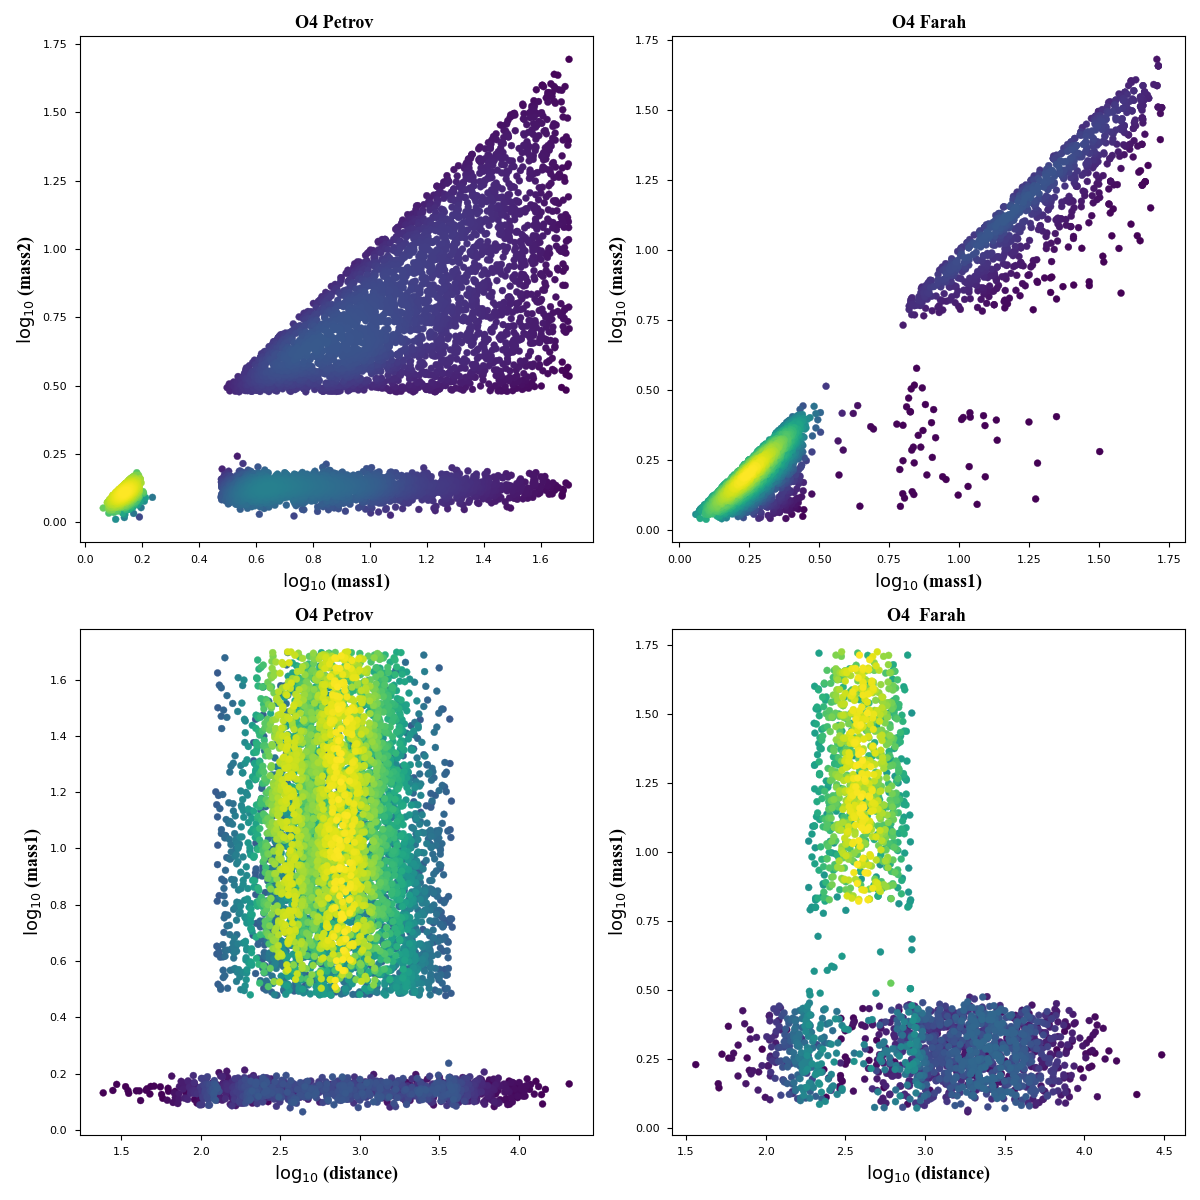 O4 Petrov
1.75
1.50
1.25
1.00
0.75
0.50
0.25
0.00
log10 (mass2)
0.0 0.2 0.4 0.6 0.8 1.0 1.2 1.4 1.6
log10 (mass1)
O4 Farah
1.75
1.50
1.25
1.00
0.75
0.50
0.25
0.00
log10 (mass2)
0.00 0.25 0.50 0.75 1.00 1.25 1.50 1.75
log10 (mass1)
O4 Petrov
1.6
1.4
1.2
1.0
0.8
0.6
0.4
0.2
0.0
log10 (mass1)
1.5 2.0 2.5 3.0 3.5 4.0
log10 (distance)
O4  Farah
1.75
1.50
1.25
1.00
0.75
0.50
0.25
0.00
log10 (mass1)
1.5 2.0 2.5 3.0 3.5 4.0 4.5
log10 (distance)